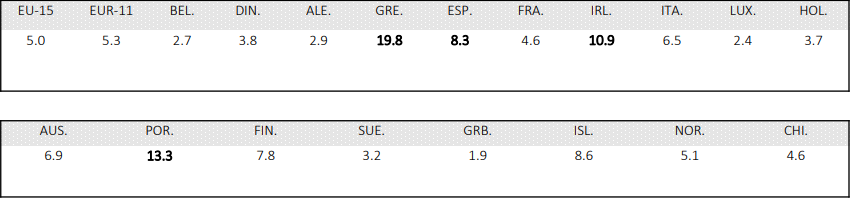 EU-15 EUR-11 BEL. DIN. ALE. GRE. ESP. FRA. IRL. ITA. LUX. HOL.
5.0 5.3 2.7 3.8 2.9 19.8 8.3 4.6 10.9 6.5 2.4 3.7
AUS. POR. FIN. SUE. GRB. ISL. NOR. CHI.
6.9 13.3 7.8 3.2 1.9 8.6 5.1 4.6